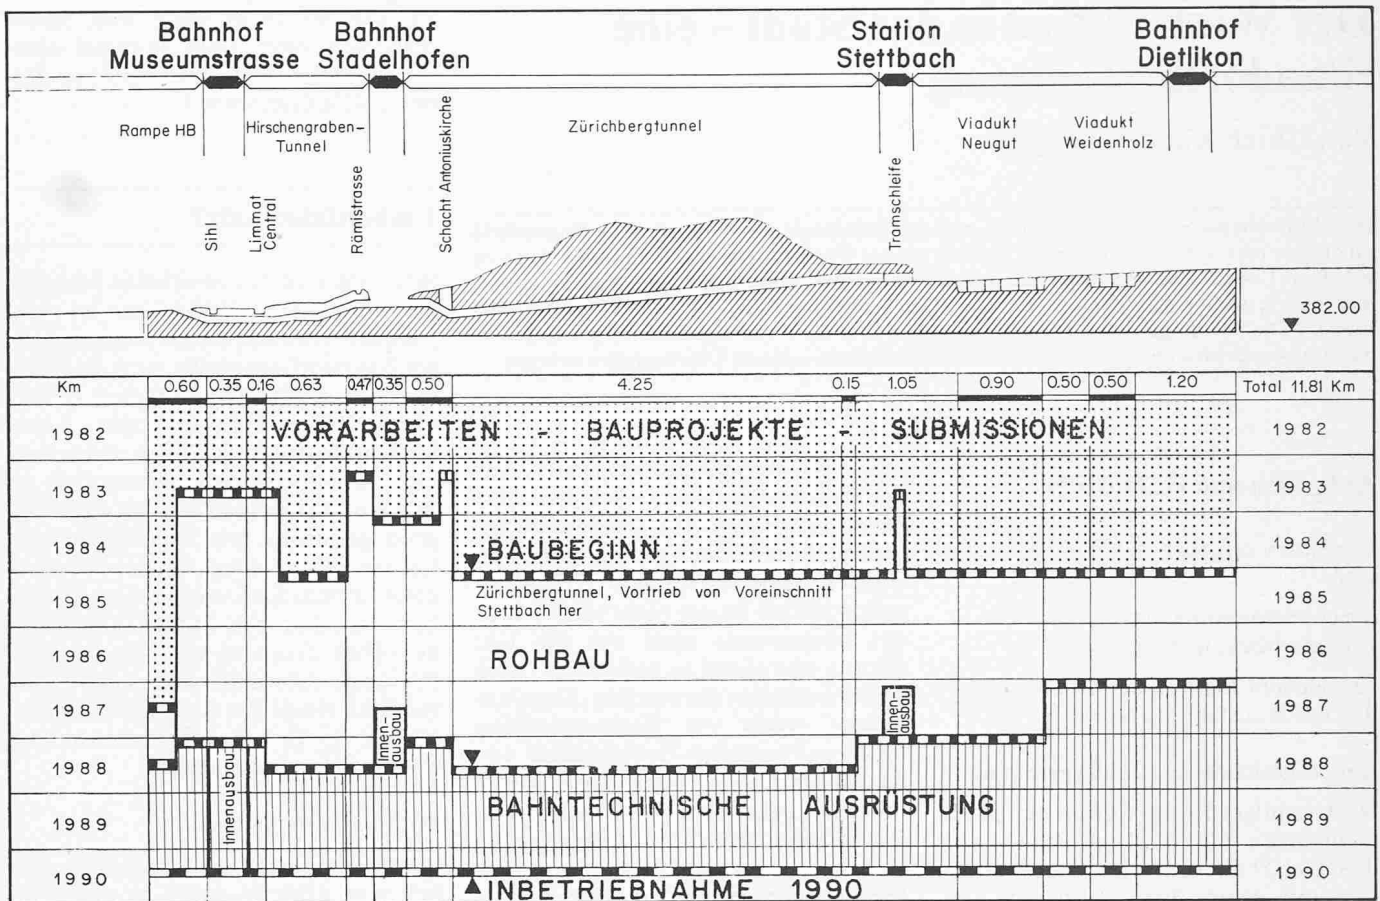 Bahnhof
Museumstrasse
Bahnhof
Stadelhofen
Station
Stettbach
Bahnhof
Dietlikon
Rampe HB
Hirschengraben-
Tunnel
Zürichbergtunnel
Viadukt
Neugut
Viadukt
Weidenholz
Sihl
Limmat
Central
Rämistrasse
Schacht Antoniuskirche
Tramschleife
382.00
Km 0.60 0.35 0.16 0.63 0.47 0.35 0.50 4.25 0.15 1.05 0.90 0.50 0.50 1.20 Total 11.81 Km
1982 VORARBEITEN - BAUPROJEKTE - SUBMISSIONEN 1982
1983 1983
1984 BAUBEGINN 1984
Zürichbergtunnel, Vortrieb von Voreinschnitt
Stettbach her
1985 1985
1986 ROHBAU 1986
1987 1987
Innen-
ausbau
Innen-
ausbau
1988 1988
Innenausbau
BAHNTECHNISCHE AUSRÜSTUNG
1989 1989
1990 1990
INBETRIEBNAHME 1990